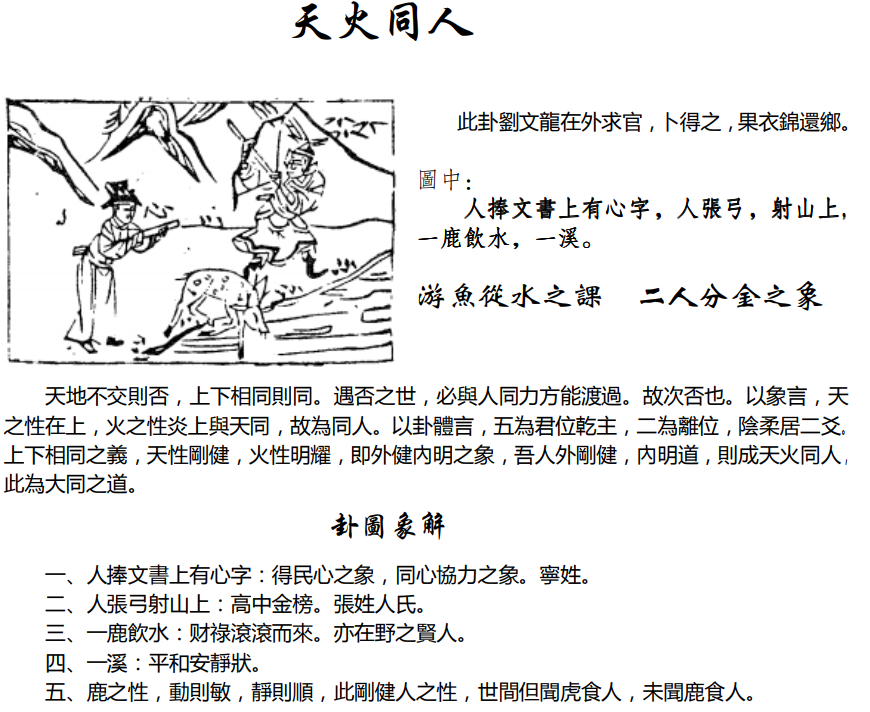 天火同人
此卦劉文龍在外求官，卜得之，果衣錦還鄉。
圖中：
人捧文書上有心字，人張弓，射山上，
一鹿飲水，一溪。
游魚從水之課　二人分金之象
心
天地不交則否，上下相同則同。遇否之世，必與人同力方能渡過。故次否也。以象言，天
之性在上，火之性炎上與天同，故為同人。以卦體言，五為君位乾主，二為離位，陰柔居二爻。
上下相同之義，天性剛健，火性明耀，即外健內明之象，吾人外剛健，內明道，則成天火同人，
此為大同之道。
卦圖象解
一、人捧文書上有心字：得民心之象，同心協力之象。寧姓。
二、人張弓射山上：高中金榜。張姓人氏。
三、一鹿飲水：财祿滾滾而來。亦在野之賢人。
四、一溪：平和安靜狀。
五、鹿之性，動則敏，靜則順，此剛健人之性，世間但聞虎食人，未聞鹿食人。